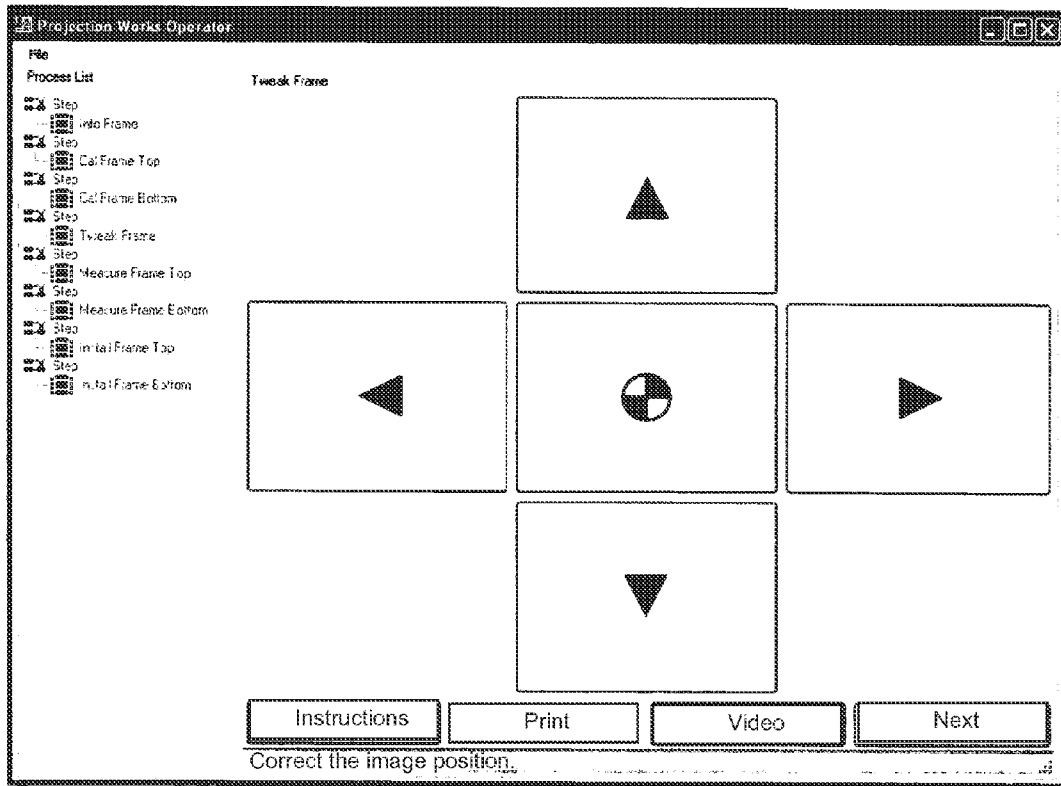 Projection Works Operator
File
Process List
Tweak Frame
Step
Info Frame
Step
Cal Frame Top
Step
Cal Frame Bottom
Step
Tweak Frame
Step
Measure Frame Top
Step
Measure Frame Bottom
Step
Install Frame Top
Step
Install Frame Bottom
Instructions
Print
Video
Next
Correct the image position.